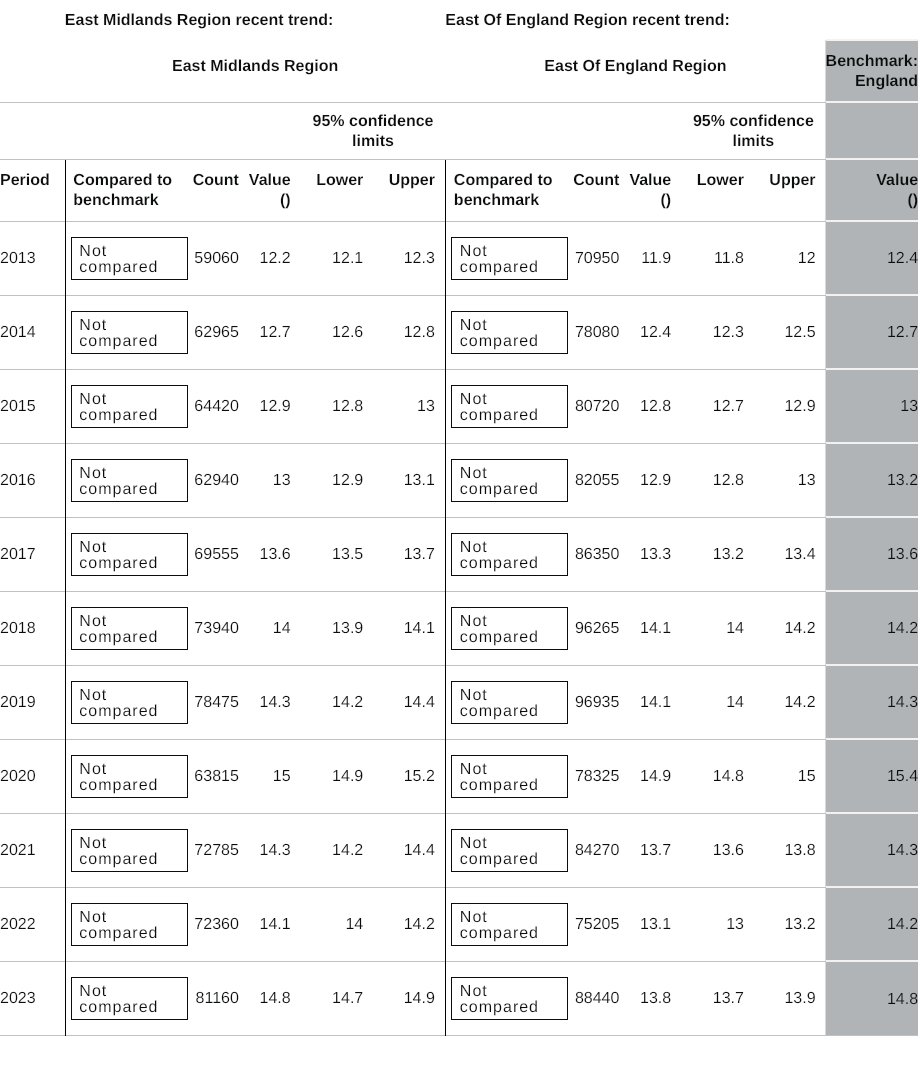 East Midlands Region recent trend: East Of England Region recent trend:
East Midlands Region East Of England Region Benchmark: England
95% confidence limits 95% confidence limits
Period Compared to benchmark Count Value () Lower Upper Compared to benchmark Count Value () Lower Upper Value ()
2013 Not compared 59060 12.2 12.1 12.3 Not compared 70950 11.9 11.8 12 12.4
2014 Not compared 62965 12.7 12.6 12.8 Not compared 78080 12.4 12.3 12.5 12.7
2015 Not compared 64420 12.9 12.8 13 Not compared 80720 12.8 12.7 12.9 13
2016 Not compared 62940 13 12.9 13.1 Not compared 82055 12.9 12.8 13 13.2
2017 Not compared 69555 13.6 13.5 13.7 Not compared 86350 13.3 13.2 13.4 13.6
2018 Not compared 73940 14 13.9 14.1 Not compared 96265 14.1 14 14.2 14.2
2019 Not compared 78475 14.3 14.2 14.4 Not compared 96935 14.1 14 14.2 14.3
2020 Not compared 63815 15 14.9 15.2 Not compared 78325 14.9 14.8 15 15.4
2021 Not compared 72785 14.3 14.2 14.4 Not compared 84270 13.7 13.6 13.8 14.3
2022 Not compared 72360 14.1 14 14.2 Not compared 75205 13.1 13 13.2 14.2
2023 Not compared 81160 14.8 14.7 14.9 Not compared 88440 13.8 13.7 13.9 14.8